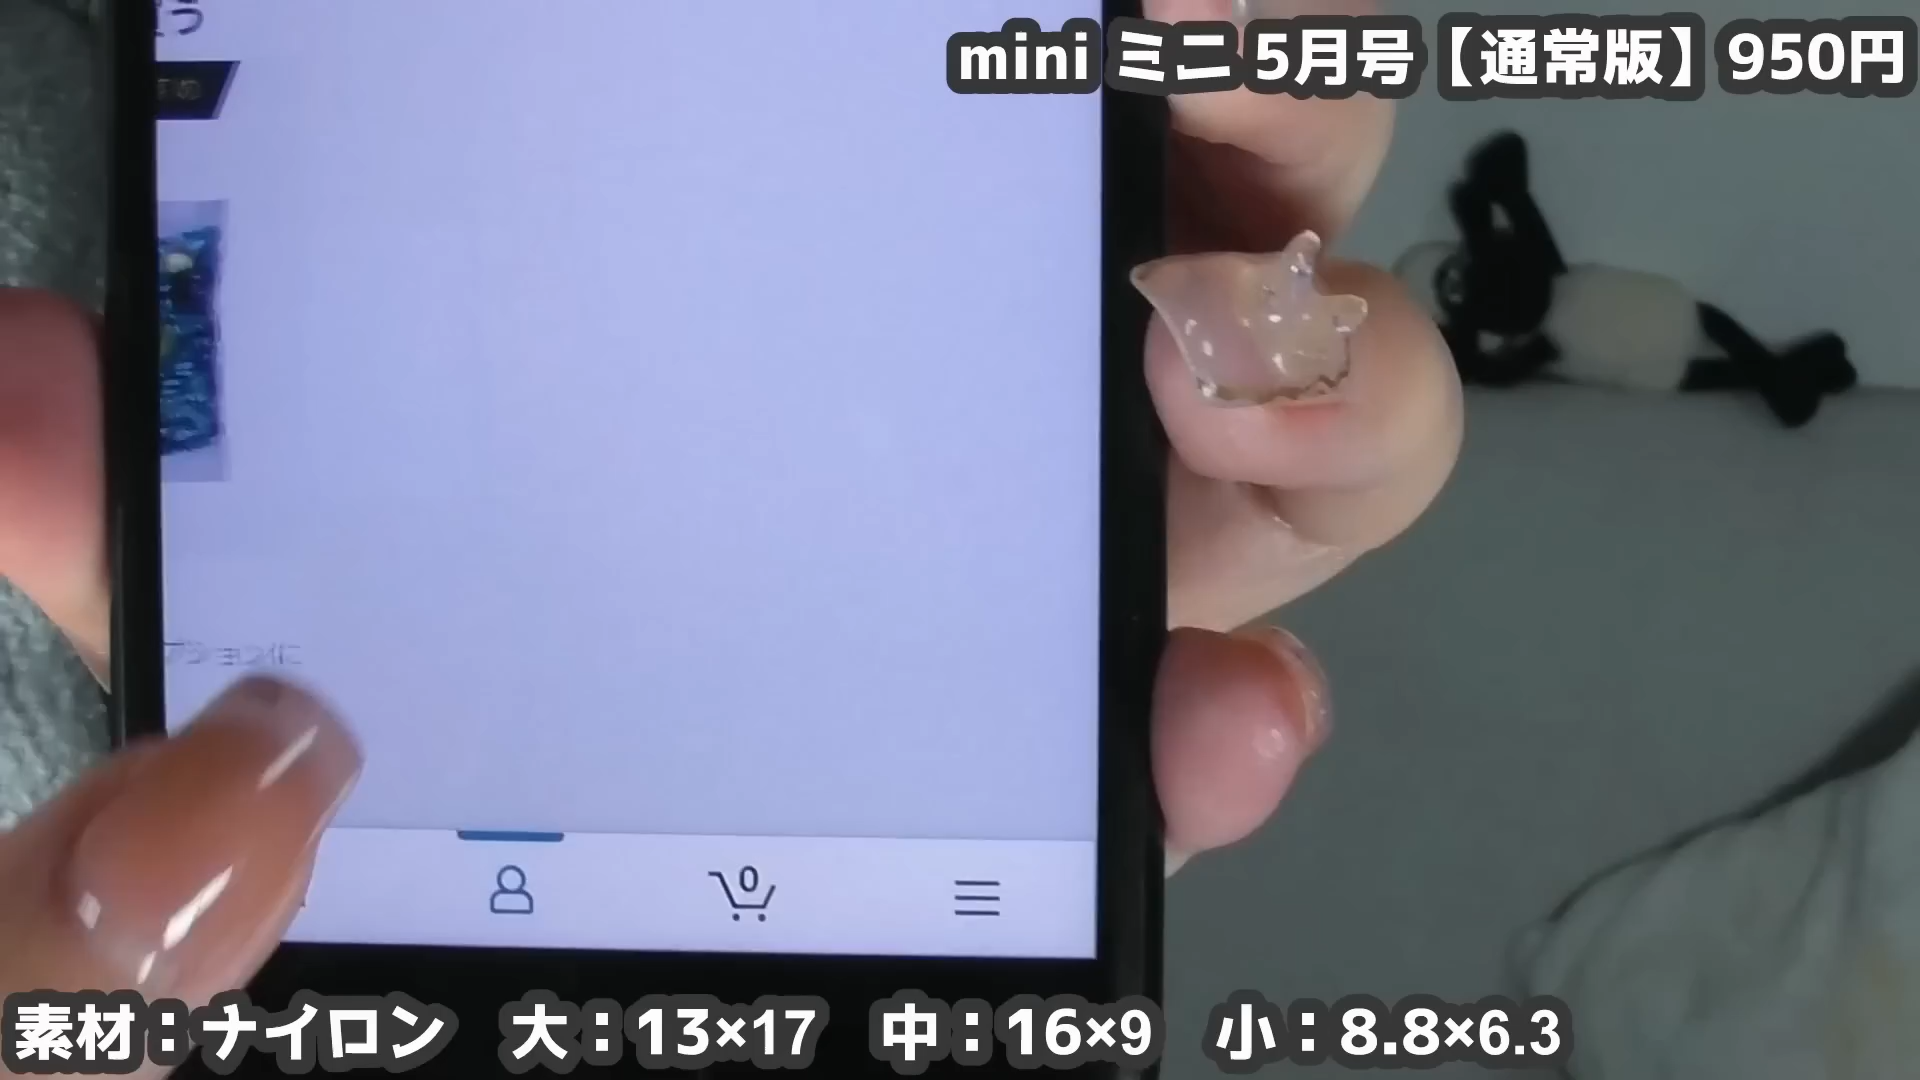 mini ミニ 5月号【通常版】950円
つ
0
素材：ナイロン 大：13×17 中：16×9 小：8.8×6.3